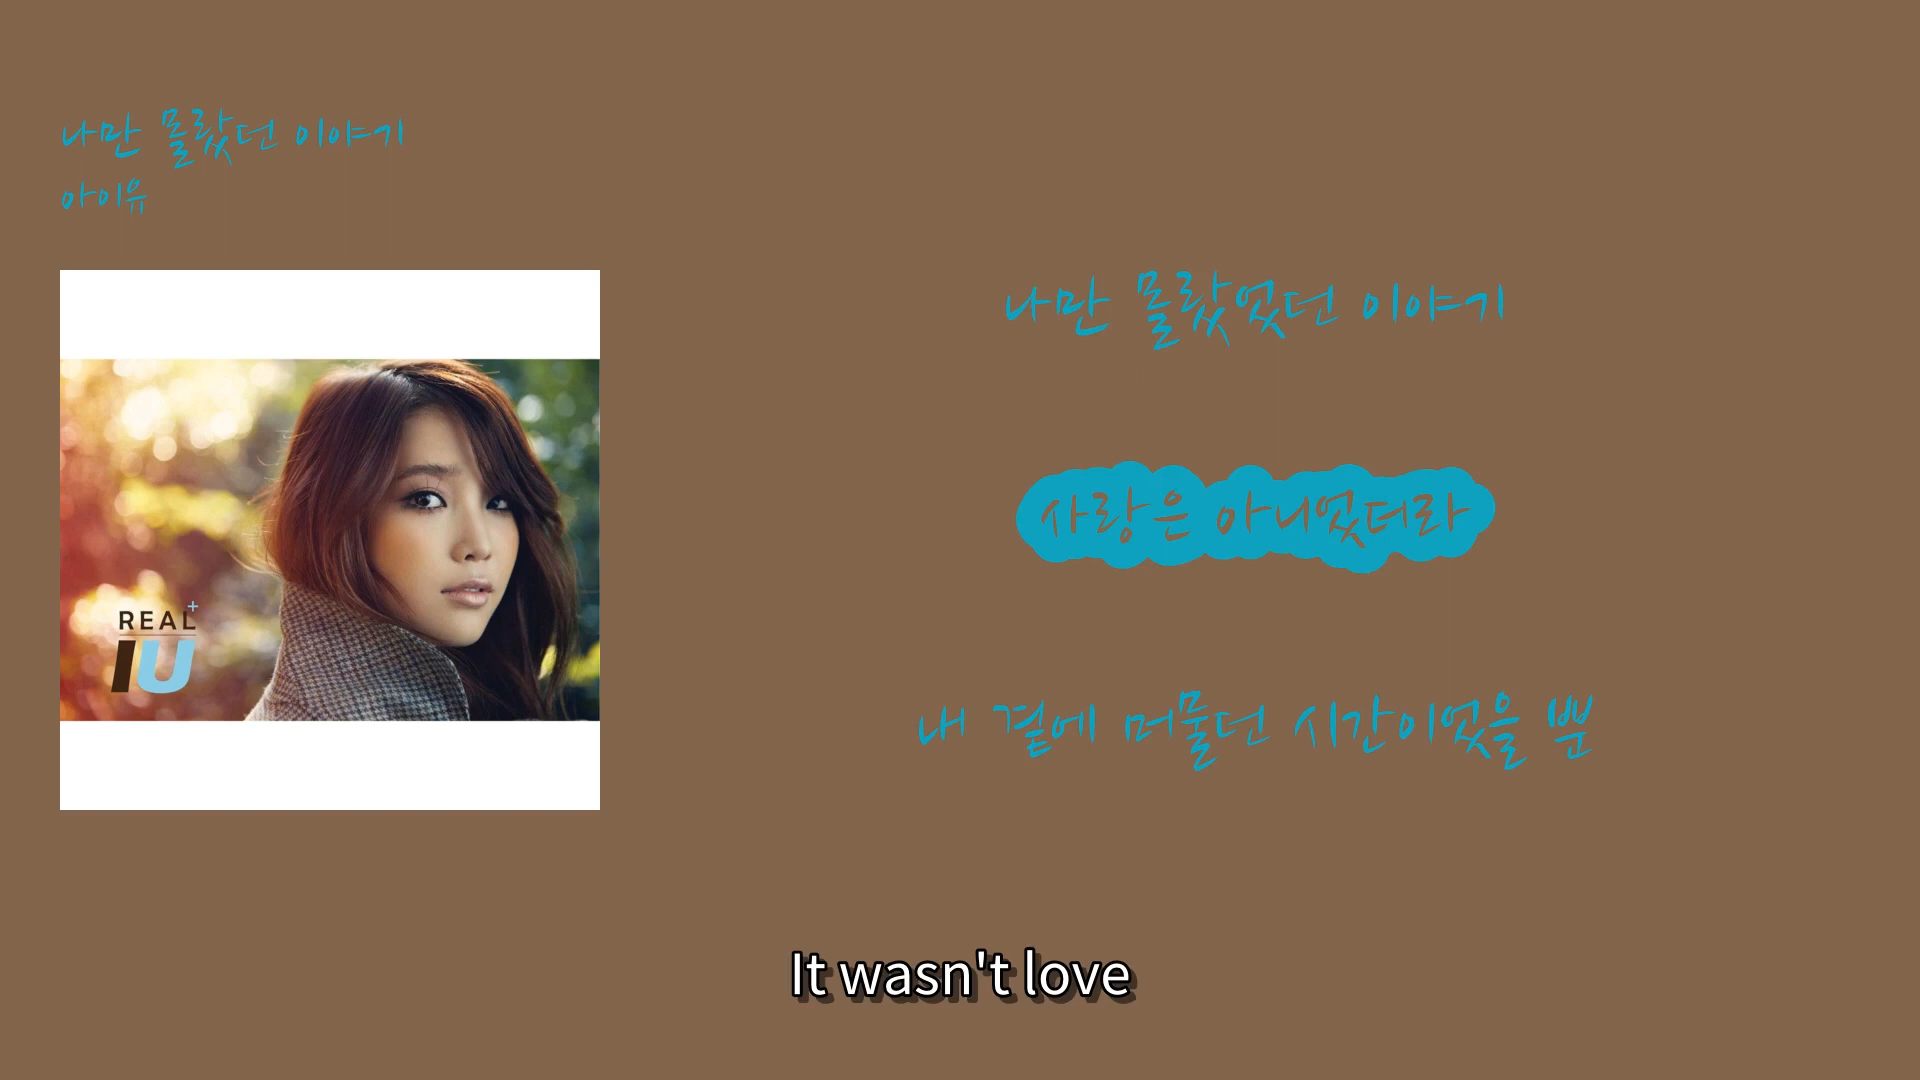 나만 몰랐던 이야기
아이유
REAL+
IU
나만 몰랐었던 이야기
사랑은 아니었더라
내 곁에 머물던 시간이었을 뿐
It wasn't love